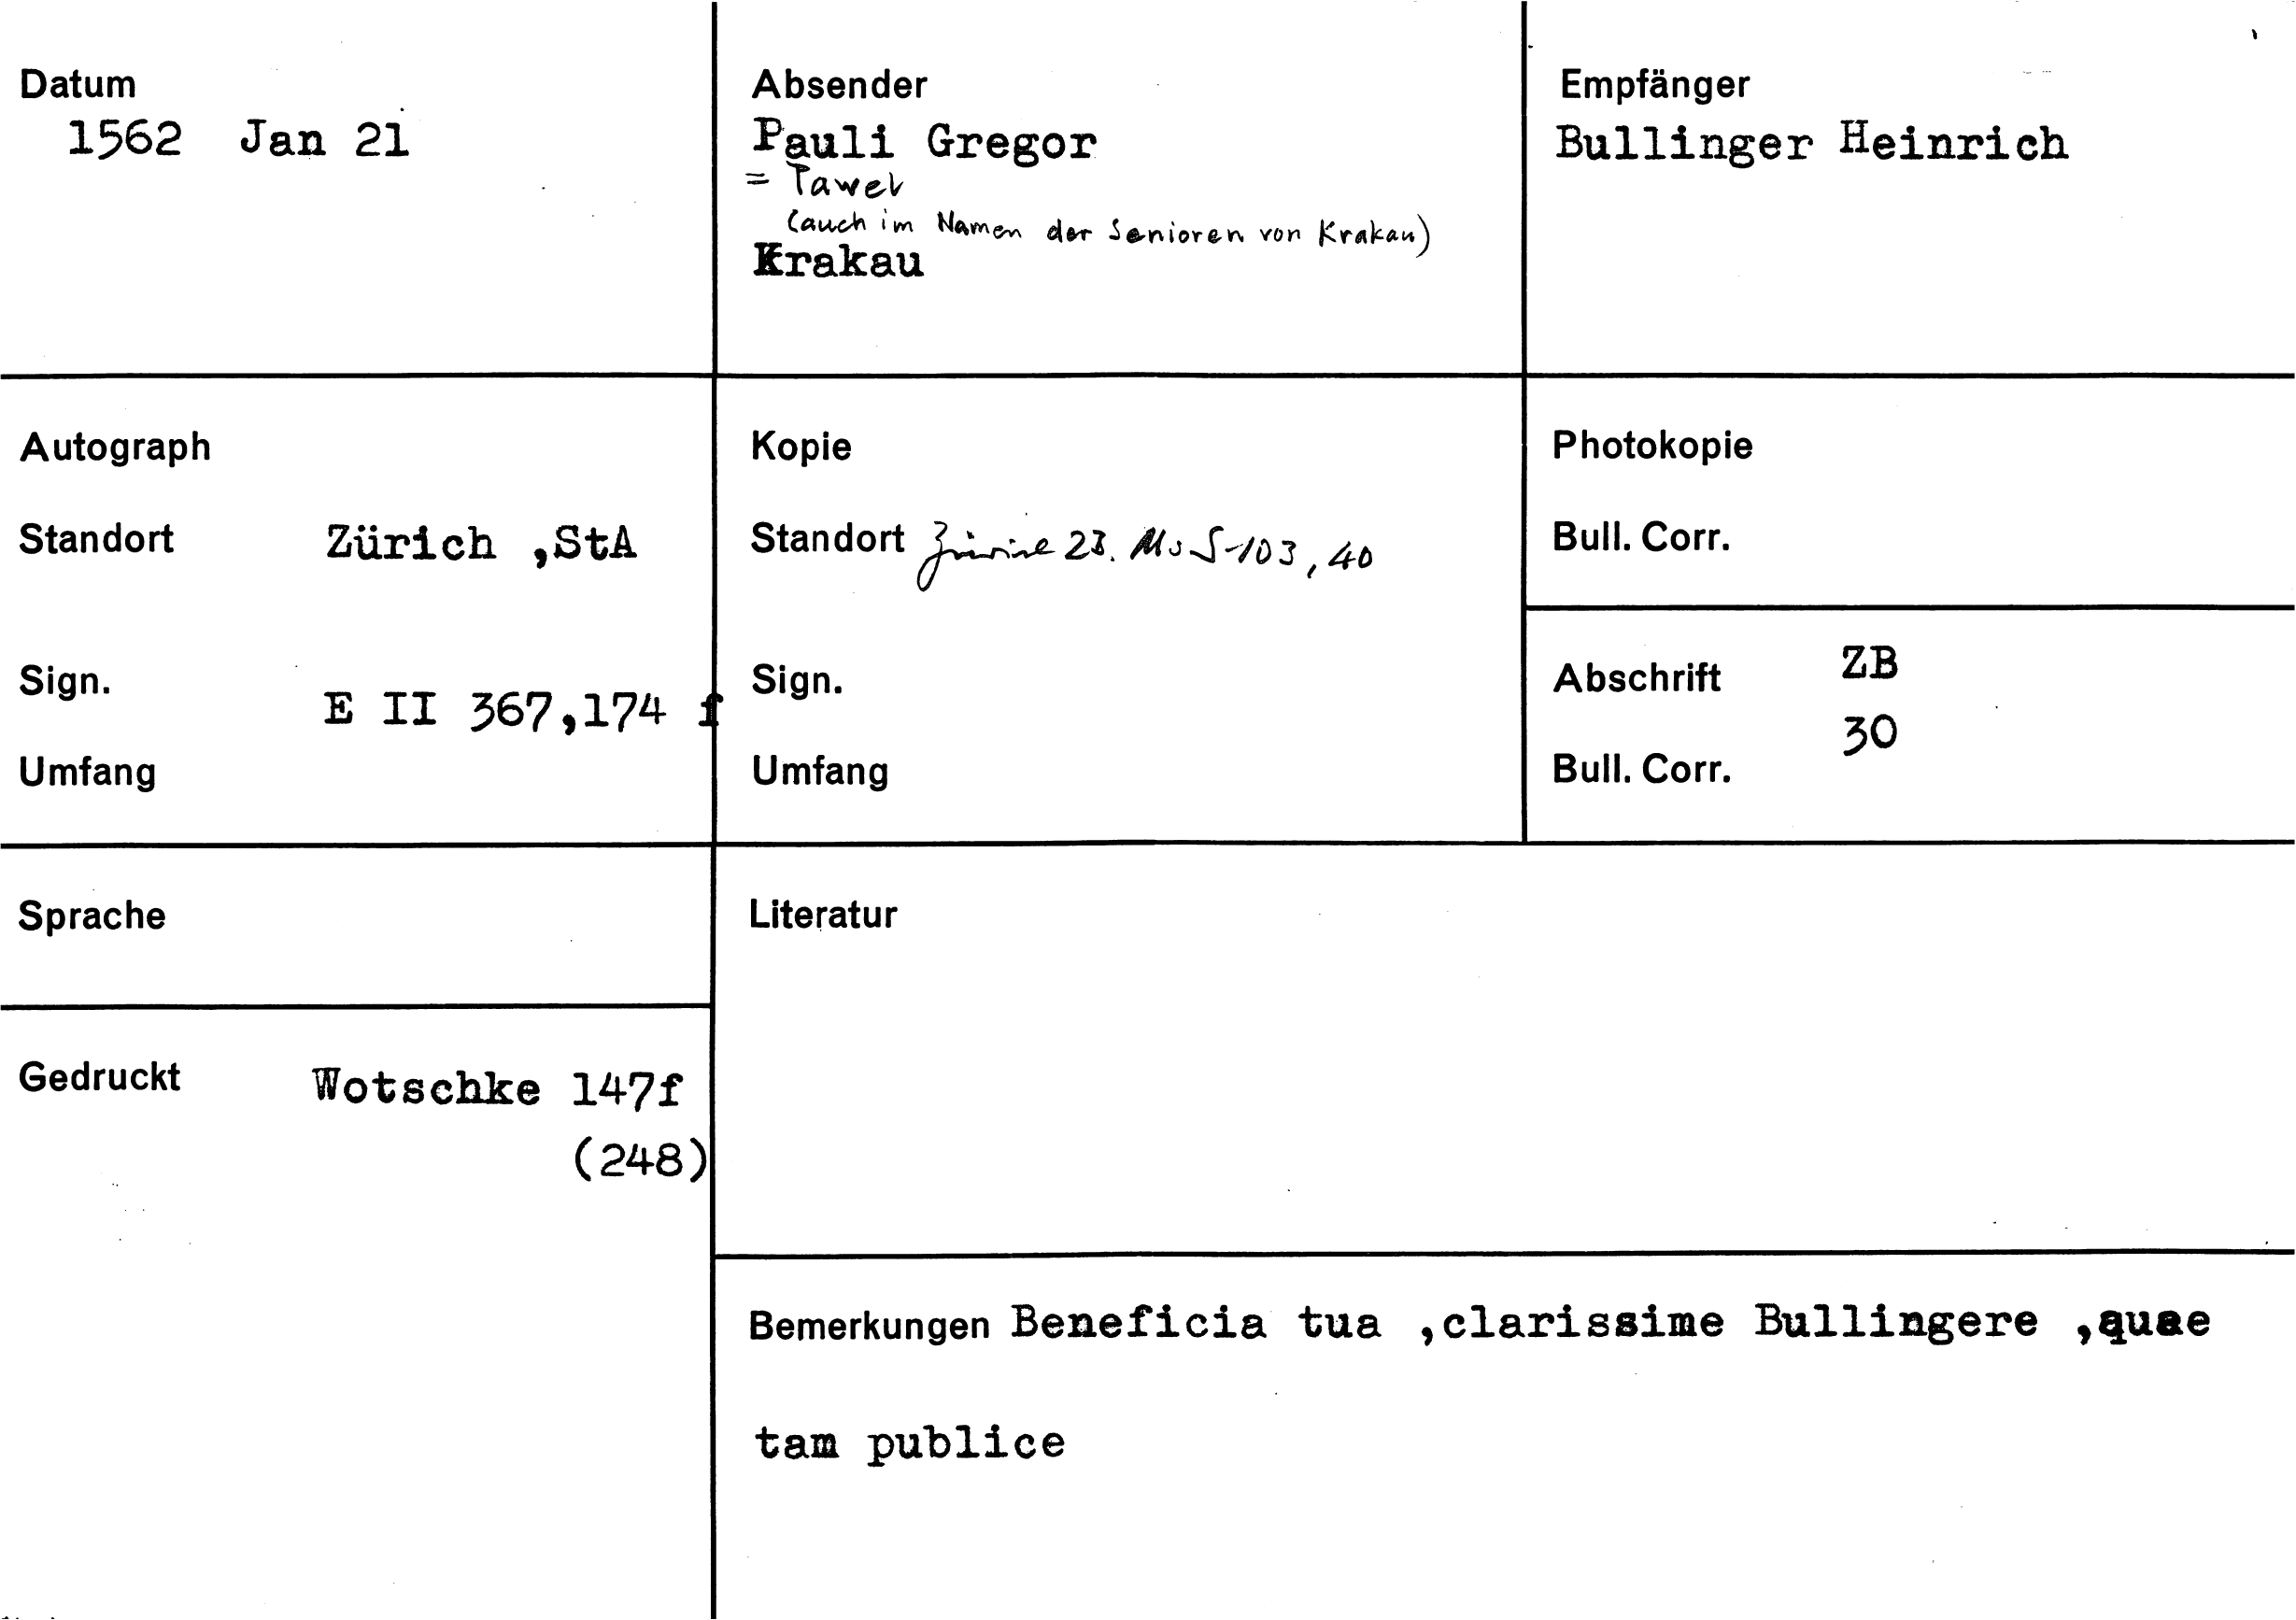 Datum
1562 Jan 21
Absender
Pauli Gregor
= Pawel
(auch im Namen der Senioren von Krakau)
Krakau
Empfänger
Bullinger Heinrich
Autograph
Standort Zürich ,StA
Sign. E II 367,174 f
Umfang
Kopie
Standort Zürich ZB. Ms S-103, 40
Sign.
Umfang
Photokopie
Bull. Corr.
Abschrift ZB
30
Bull. Corr.
Sprache
Gedruckt Wotschke 147f
(248)
Literatur
Bemerkungen Beneficia tua ,clarissime Bullingere ,quae
tam publice